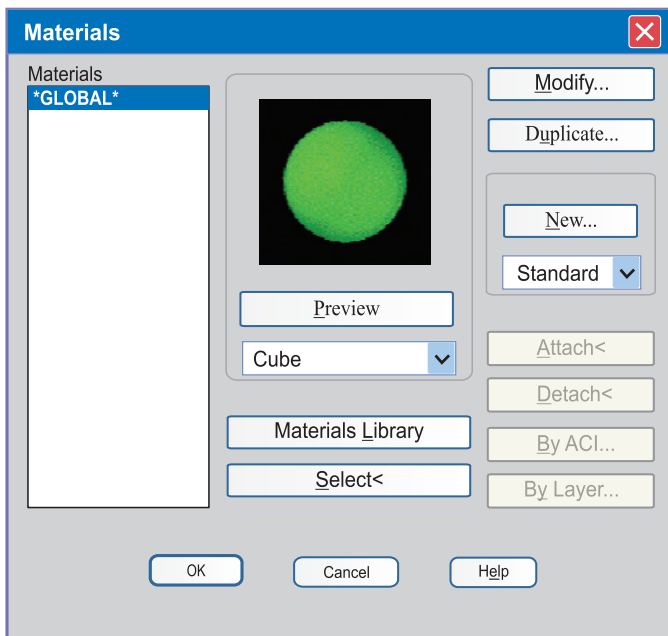 Materials
Materials
*GLOBAL*
Preview
Cube
Materials Library
Select<
Modify...
Duplicate...
New...
Standard
Attach<
Detach<
By ACI...
By Layer...
OK
Cancel
Help